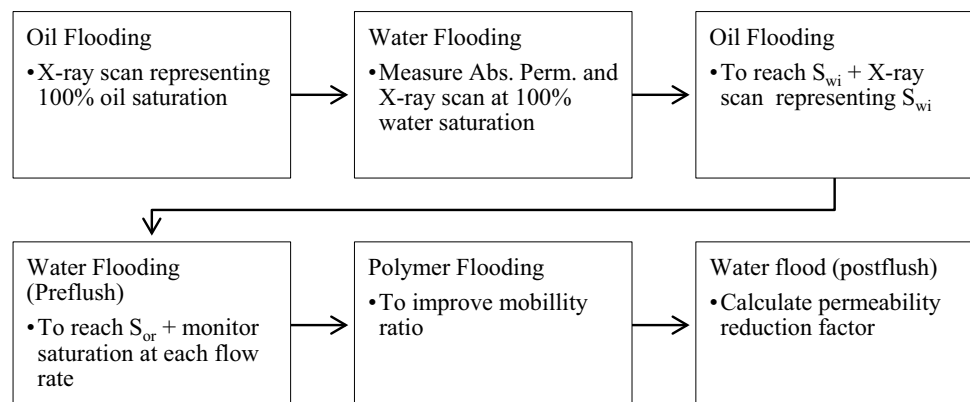 Oil Flooding
•X-ray scan representing
100% oil saturation
Water Flooding
•Measure Abs. Perm. and
X-ray scan at 100%
water saturation
Oil Flooding
•To reach Swi + X-ray
scan representing Swi
Water Flooding
(Preflush)
•To reach Sor + monitor
saturation at each flow
rate
Polymer Flooding
•To improve mobillity
ratio
Water flood (postflush)
•Calculate permeability
reduction factor